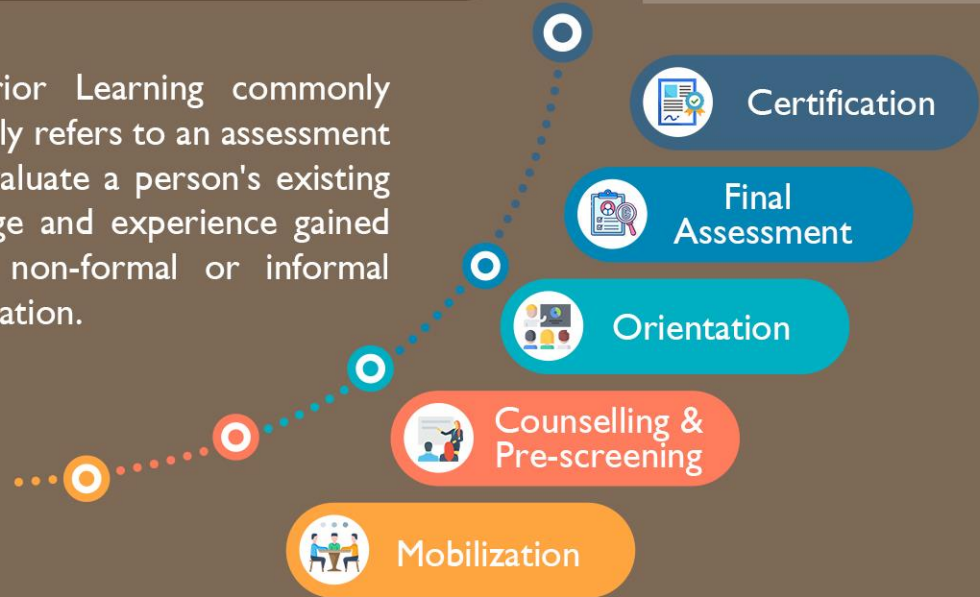 rior Learning commonly
ly refers to an assessment
valuate a person's existing
ge and experience gained
non-formal or informal
ation.
Certification
Final
Assessment
Orientation
Counselling &
Pre-screening
Mobilization